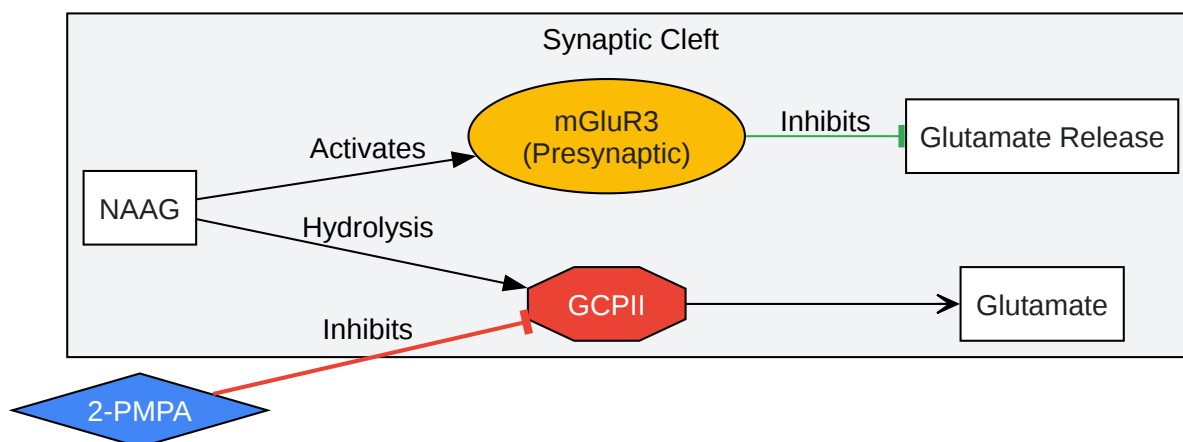 Synaptic Cleft
mGluR3
(Presynaptic)
Inhibits
Glutamate Release
Activates
NAAG
Hydrolysis
GCPII
Glutamate
Inhibits
2-PMPA